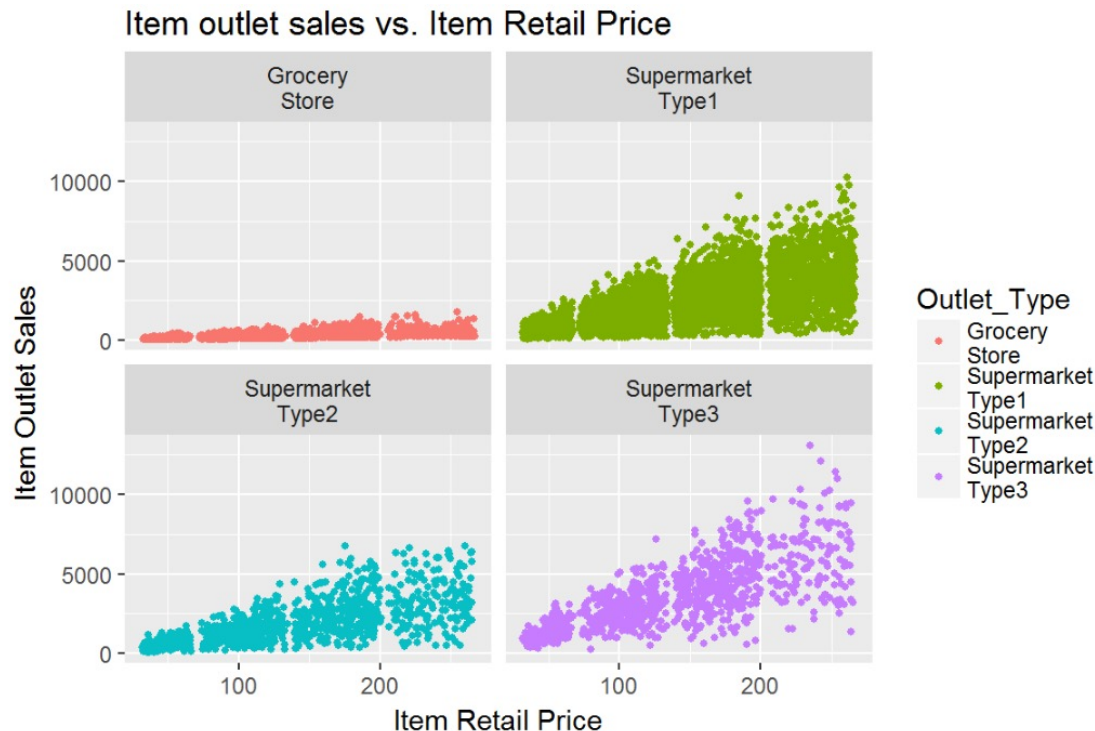 Item outlet sales vs. Item Retail Price
Grocery
Store
Supermarket
Type1
10000
5000
0
Supermarket
Type2
Supermarket
Type3
10000
5000
0
100
200
100
200
Item Retail Price
Item Outlet Sales
Outlet_Type
Grocery
Store
Supermarket
Type1
Supermarket
Type2
Supermarket
Type3